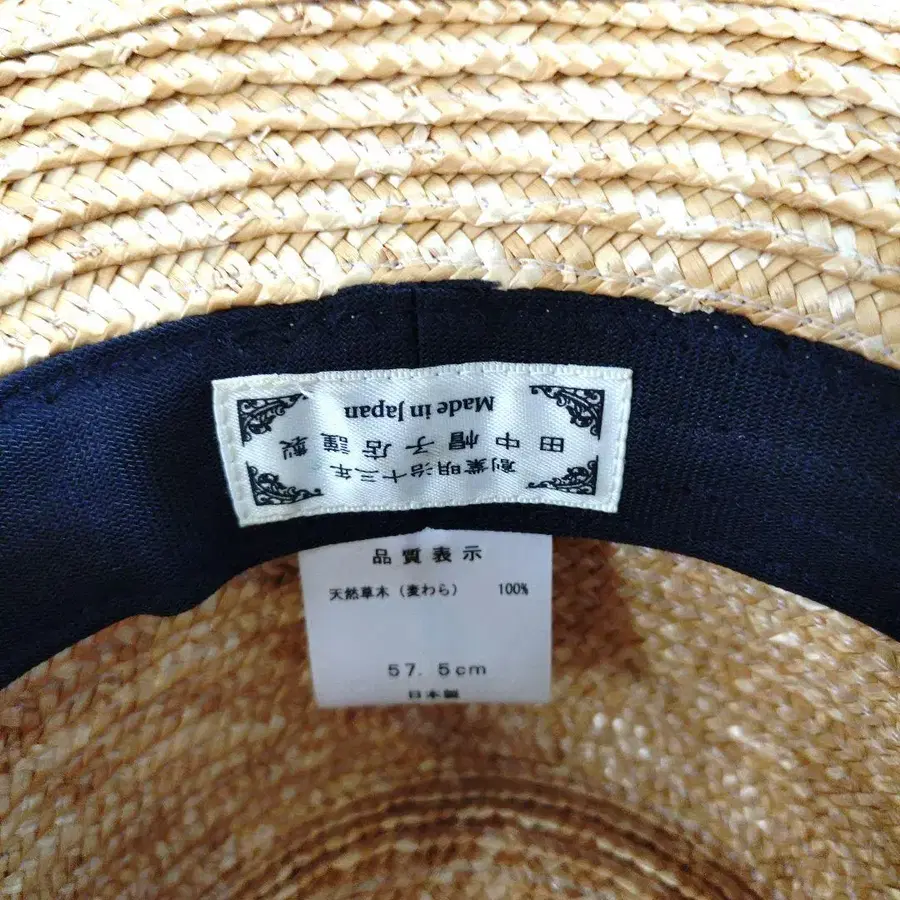 創業明治十三年
田中帽子店謹製
Made in Japan
品質表示
天然草木（麦わら） 100%
57.5cm
日本製